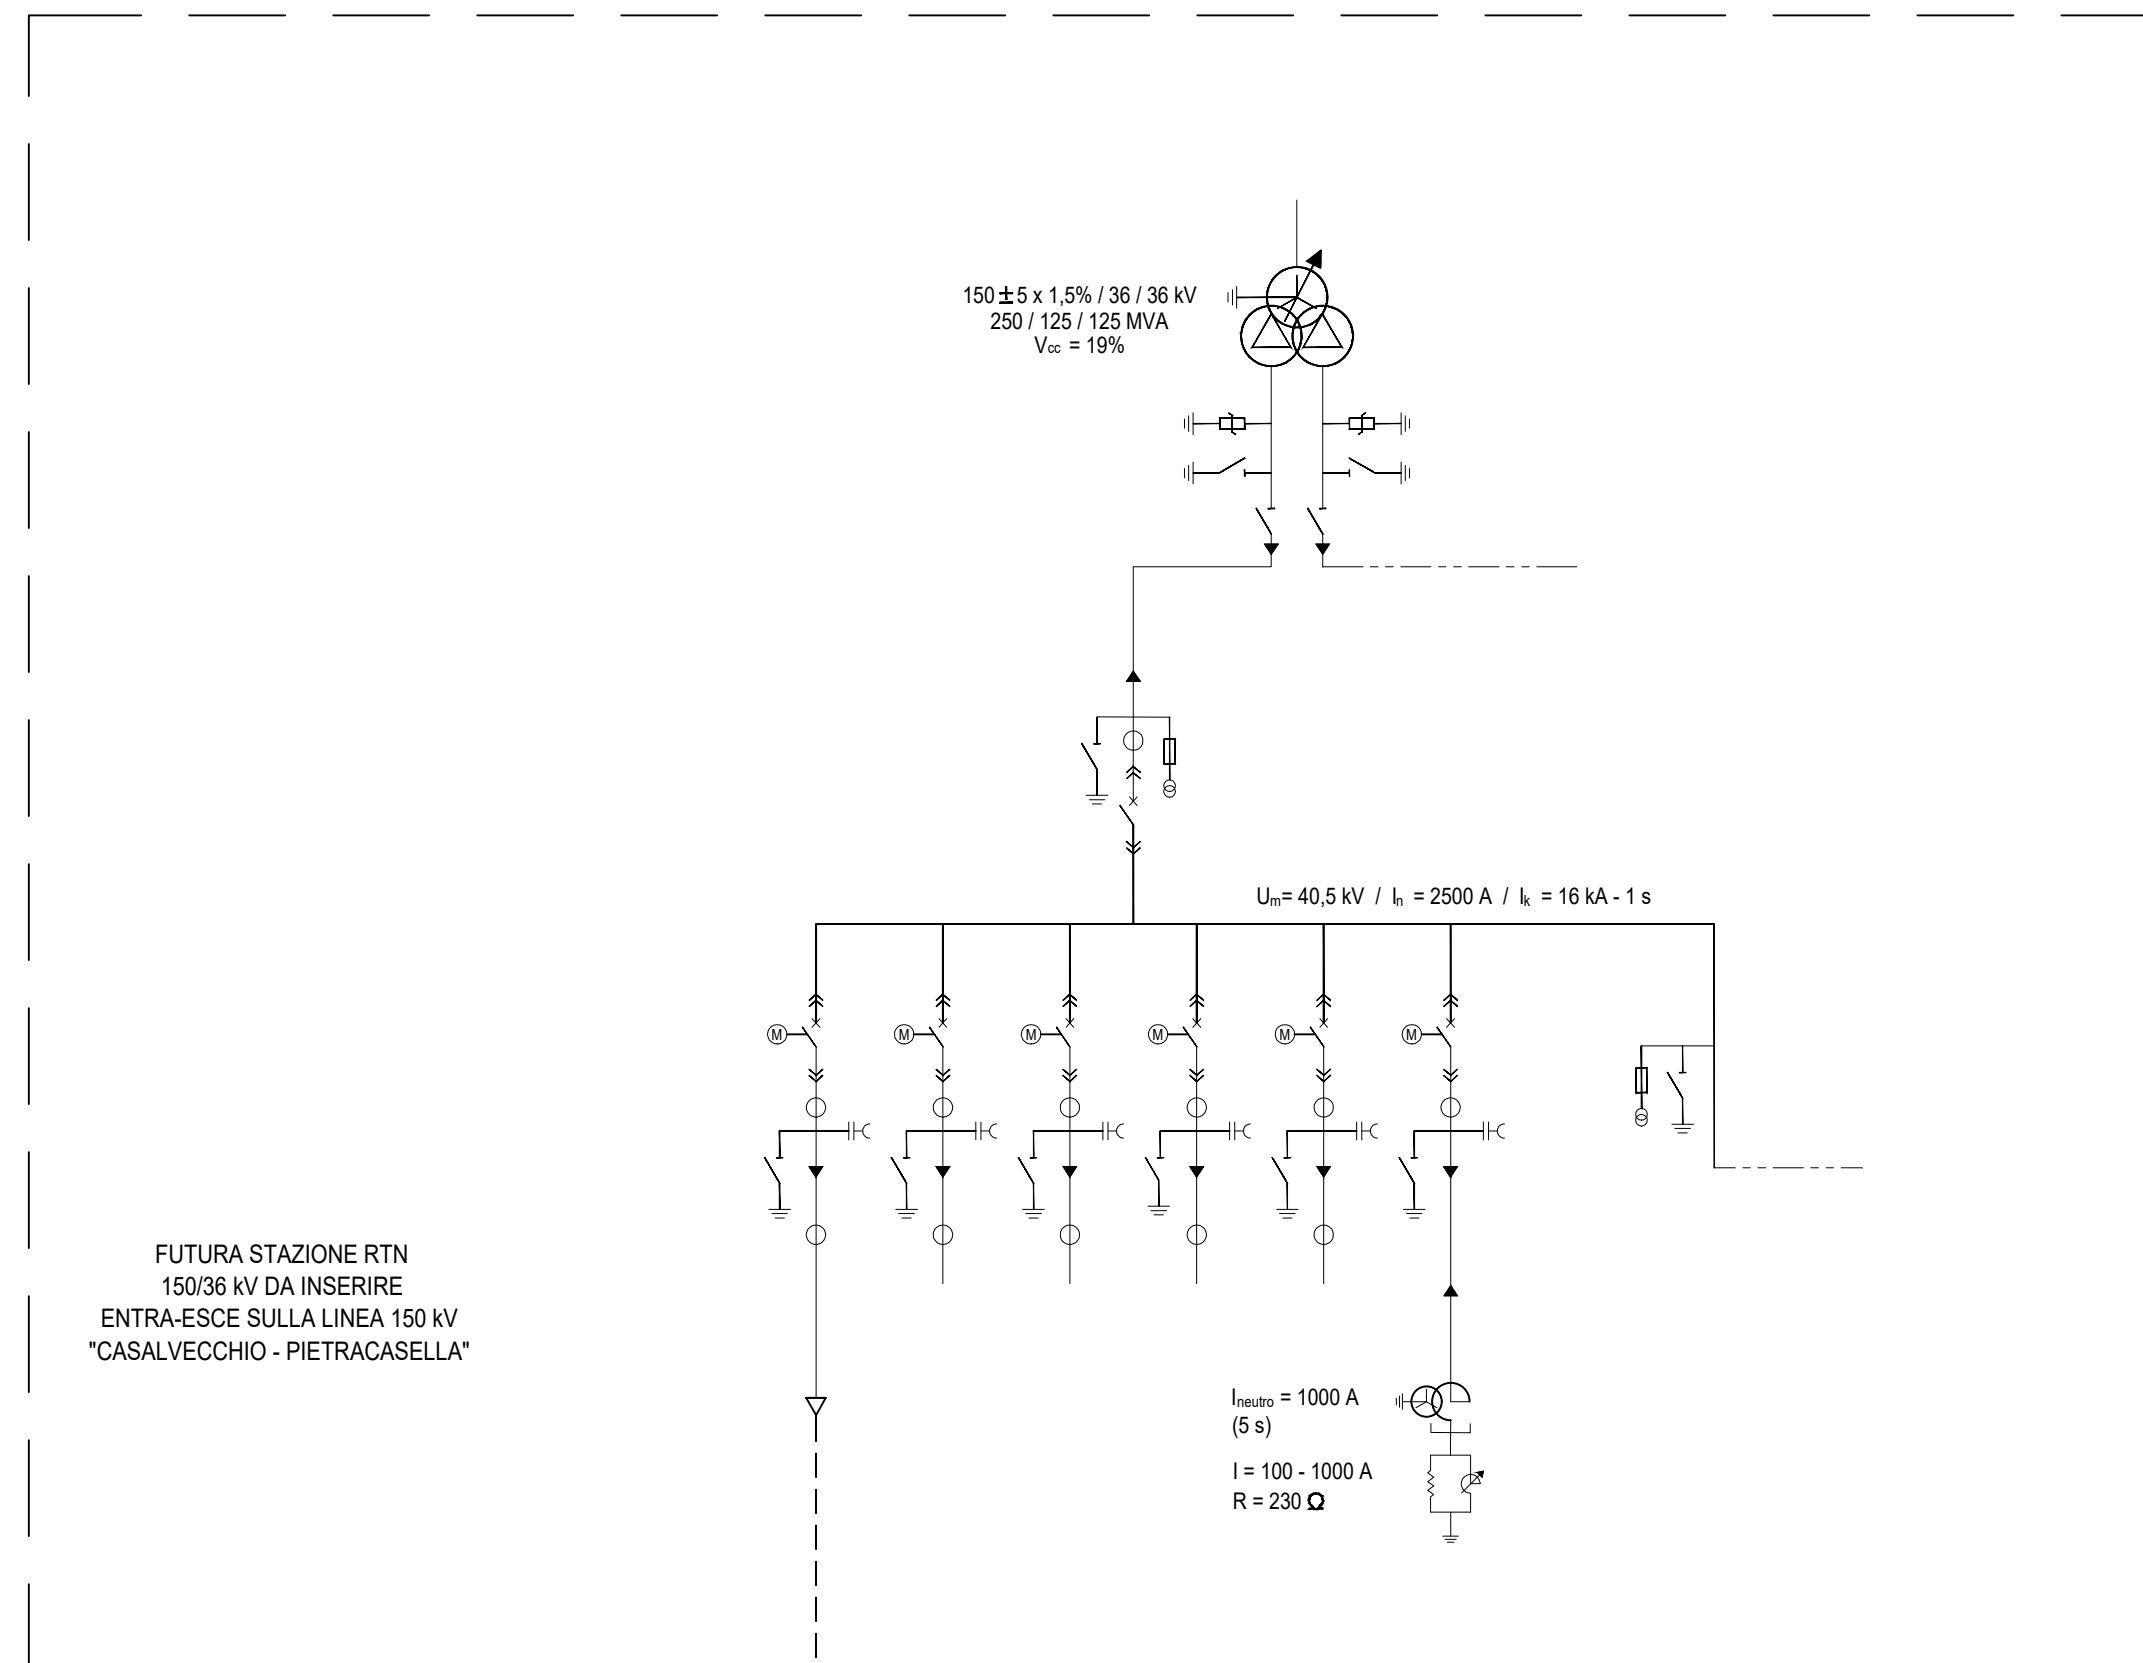 150 ± 5 x 1,5% / 36 / 36 kV
250 / 125 / 125 MVA
Vcc = 19%
Um= 40,5 kV / In = 2500 A / Ik = 16 kA - 1 s
M M M M M M
FUTURA STAZIONE RTN
150/36 kV DA INSERIRE
ENTRA-ESCE SULLA LINEA 150 kV
"CASALVECCHIO - PIETRACASELLA"
Ineutro = 1000 A
(5 s)
I = 100 - 1000 A
R = 230 Ω